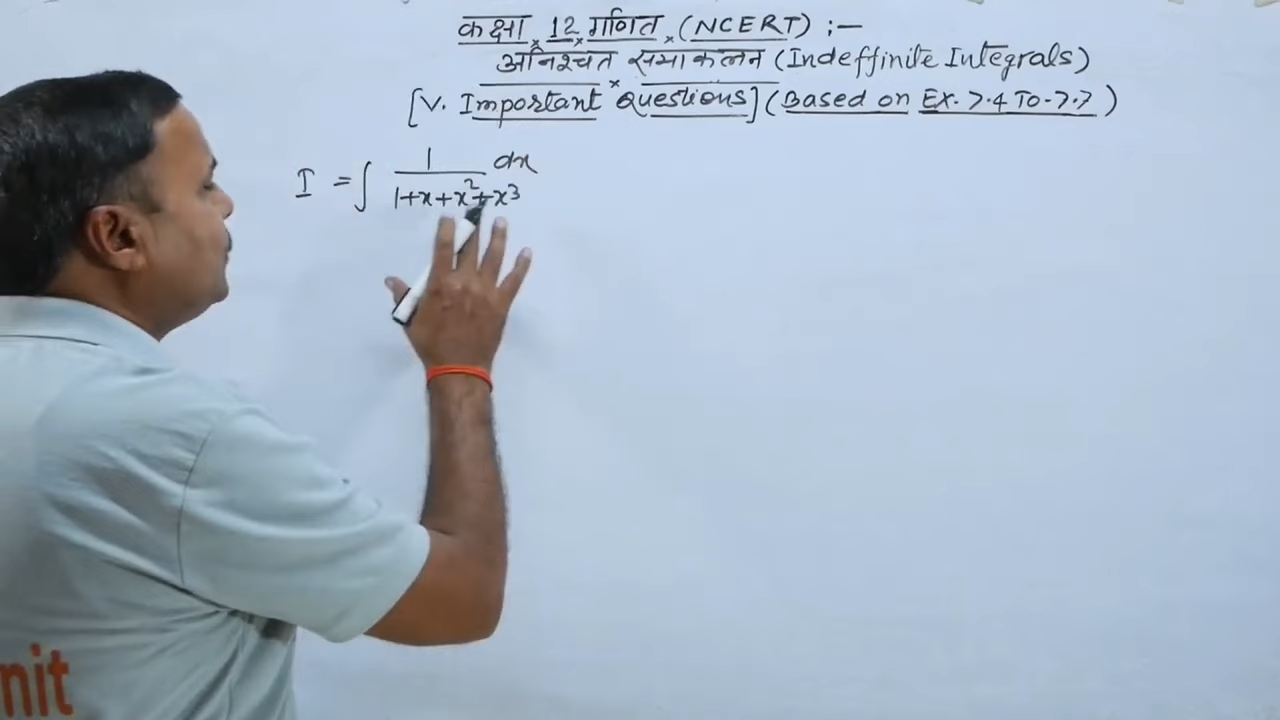 कक्षा 12 गणित (NCERT) :-
अनिश्चत समाकलन (Indeffinite Integrals)
[V. Important Questions] (Based on Ex. 7.4 To-7.7)
I = ∫ 1/(1+x+x²+x³) dx
nit